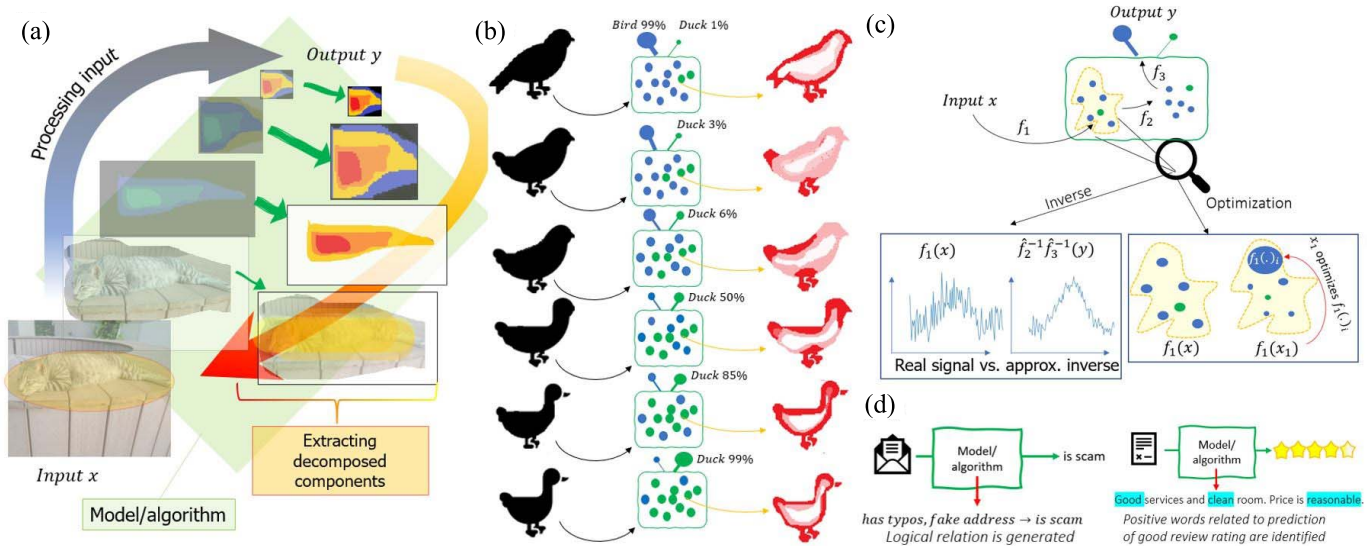 (a)
Processing input
Output y
Input x
Model/algorithm
Extracting
decomposed
components
(b)
Bird 99% Duck 1%
Duck 3%
Duck 6%
Duck 50%
Duck 85%
Duck 99%
(c)
Output y
Input x
f₁
f₂
f₃
Inverse
Optimization
f₁(x)
f̂₂⁻¹f̂₃⁻¹(y)
Real signal vs. approx. inverse
f₁(x)
f₁(.)ᵢ
f₁(x₁)
x₁ optimizes f₁(.)ᵢ
(d)
Model/
algorithm
is scam
has typos, fake address → is scam
Logical relation is generated
Model/
algorithm
Good services and clean room. Price is reasonable.
Positive words related to prediction
of good review rating are identified